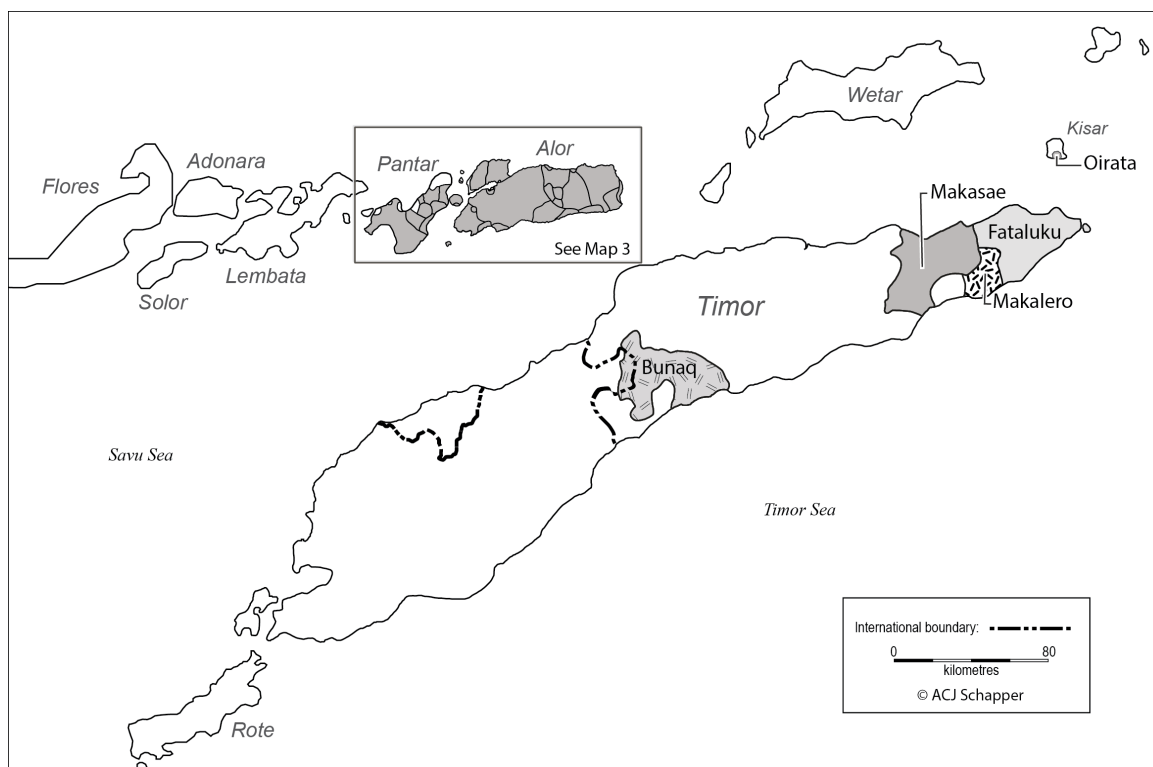 Wetar
Kisar
Oirata
Flores
Adonara
Pantar
Alor
See Map 3
Lembata
Solor
Makasae
Fataluku
Makalero
Timor
Bunaq
Savu Sea
Timor Sea
Rote
International boundary:
0 80
kilometres
© ACJ Schapper